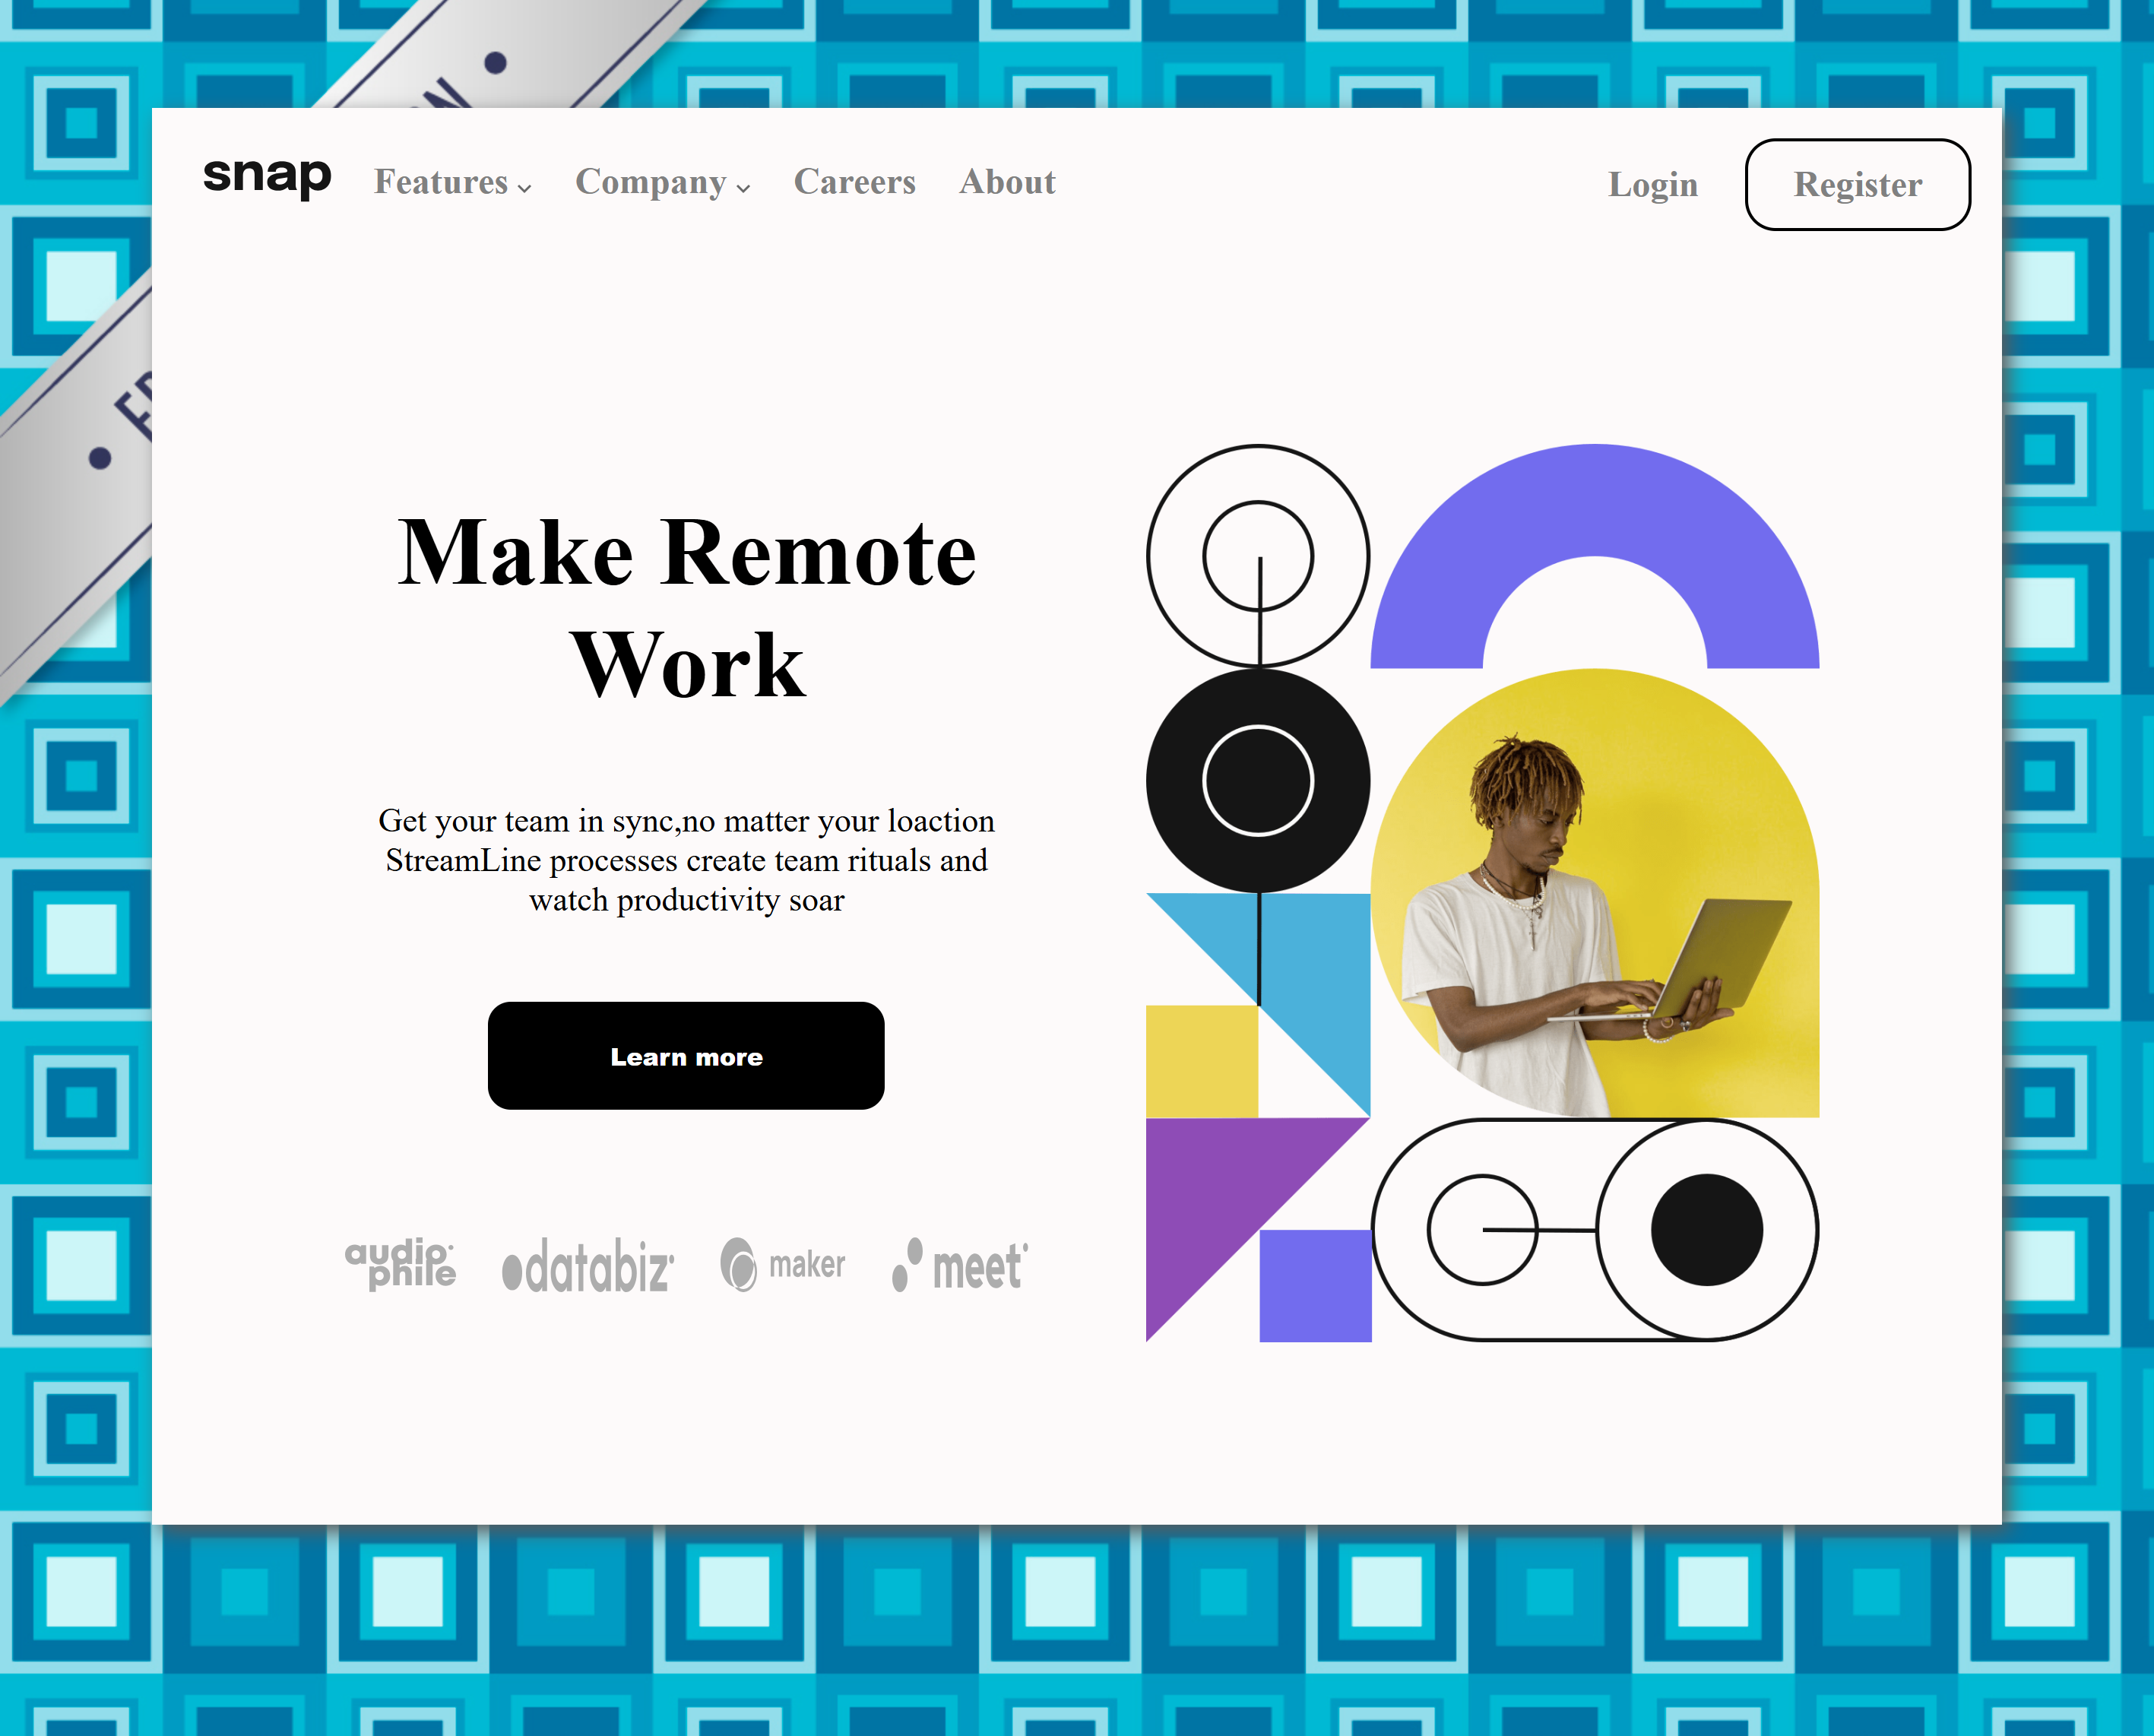 snap Features Company Careers About Login Register
Make Remote
Work
Get your team in sync,no matter your loaction
StreamLine processes create team rituals and
watch productivity soar
Learn more
audiophile databiz maker meet